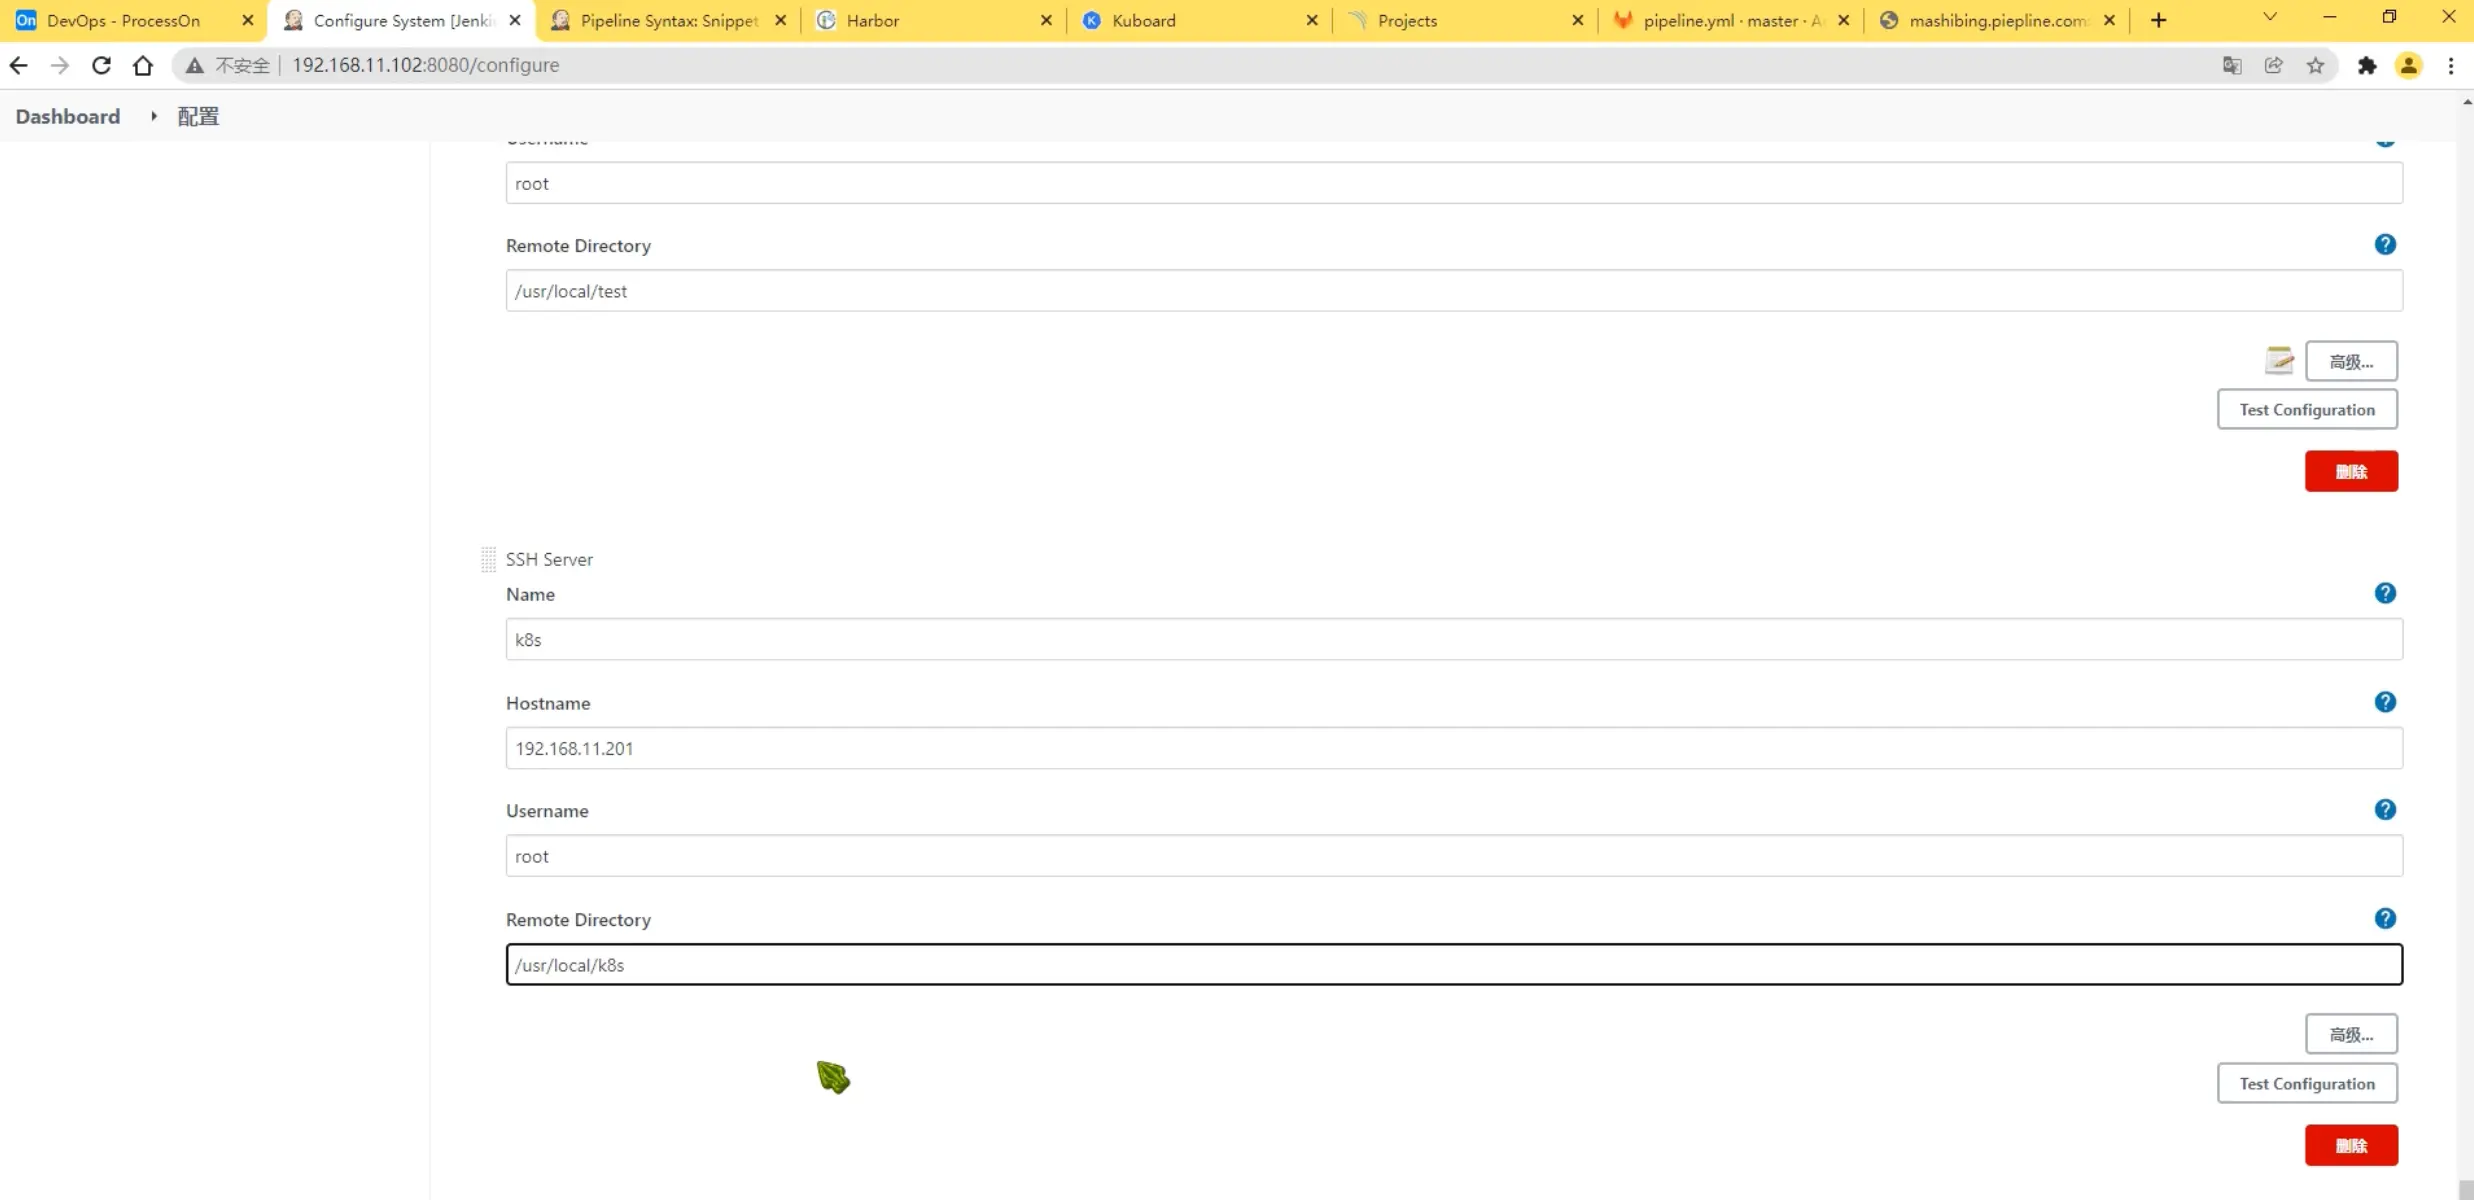 DevOps - ProcessOn
Configure System [Jenki
Pipeline Syntax: Snippet
Harbor
Kuboard
Projects
pipeline.yml · master · A
mashibing.piepline.com
不安全
192.168.11.102:8080/configure
Dashboard
配置
Username
root
Remote Directory
/usr/local/test
高级...
Test Configuration
删除
SSH Server
Name
k8s
Hostname
192.168.11.201
Username
root
Remote Directory
/usr/local/k8s
高级...
Test Configuration
删除